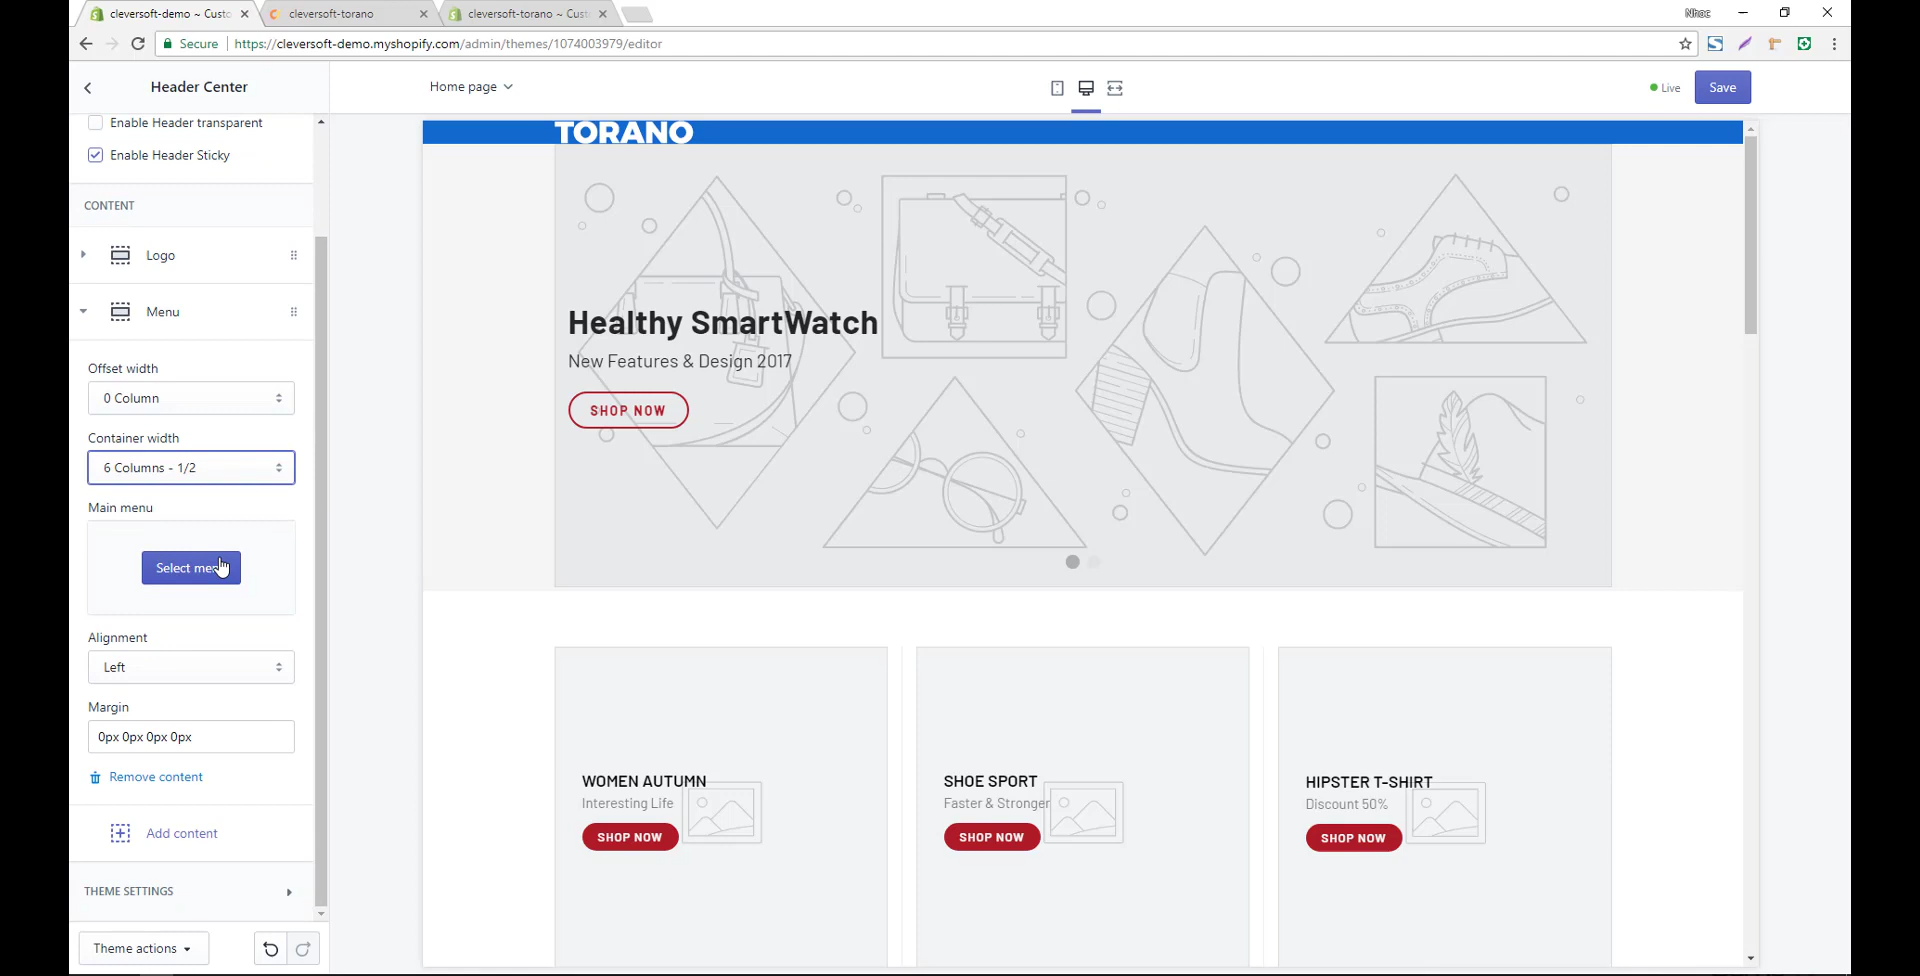 cleversoft-demo ~ Custo
cleversoft-torano
cleversoft-torano ~ Cust
Nhoc
Secure
https://cleversoft-demo.myshopify.com/admin/themes/1074003979/editor
Header Center
Home page
Live
Save
Enable Header transparent
Enable Header Sticky
CONTENT
Logo
Menu
Offset width
0 Column
Container width
6 Columns - 1/2
Main menu
Select
Alignment
Left
Margin
0px 0px 0px 0px
Remove content
Add content
THEME SETTINGS
Theme actions
TORANO
Healthy SmartWatch
New Features & Design 2017
SHOP NOW
WOMEN AUTUMN
Interesting Life
SHOP NOW
SHOE SPORT
Faster & Stronger
SHOP NOW
HIPSTER T-SHIRT
Discount 50%
SHOP NOW